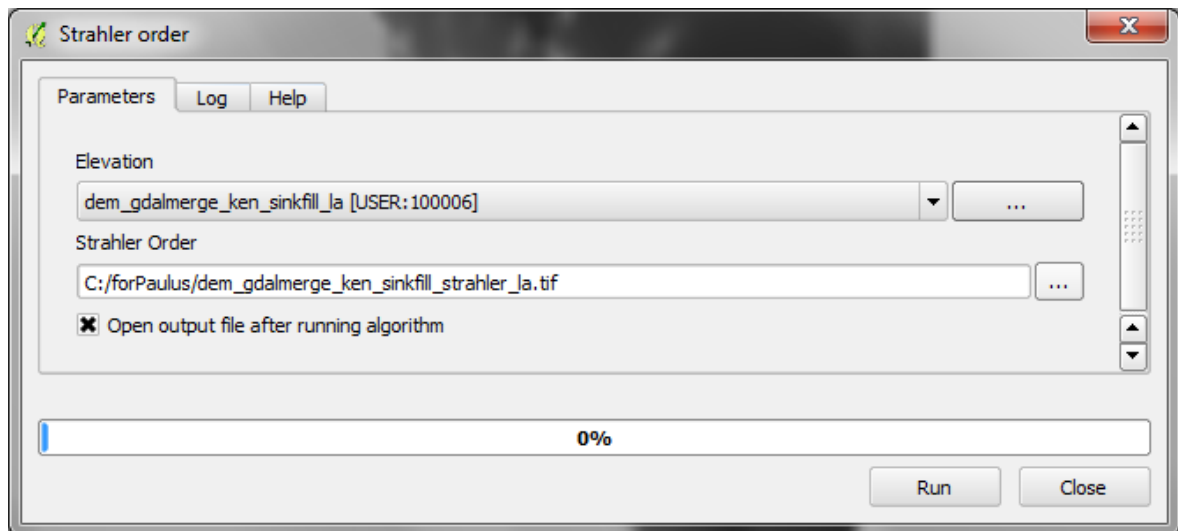 Strahler order
Parameters Log Help
Elevation
dem_gdalmerge_ken_sinkfill_la [USER:100006]
...
Strahler Order
C:/forPaulus/dem_gdalmerge_ken_sinkfill_strahler_la.tif
...
Open output file after running algorithm
0%
Run Close